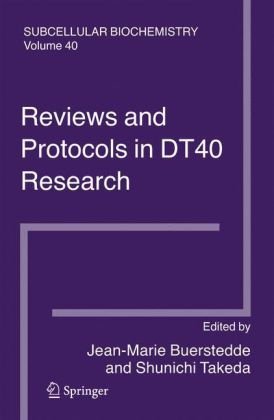 SUBCELLULAR BIOCHEMISTRY
Volume 40
Reviews and
Protocols in DT40
Research
Edited by
Jean-Marie Buerstedde
and Shunichi Takeda
Springer